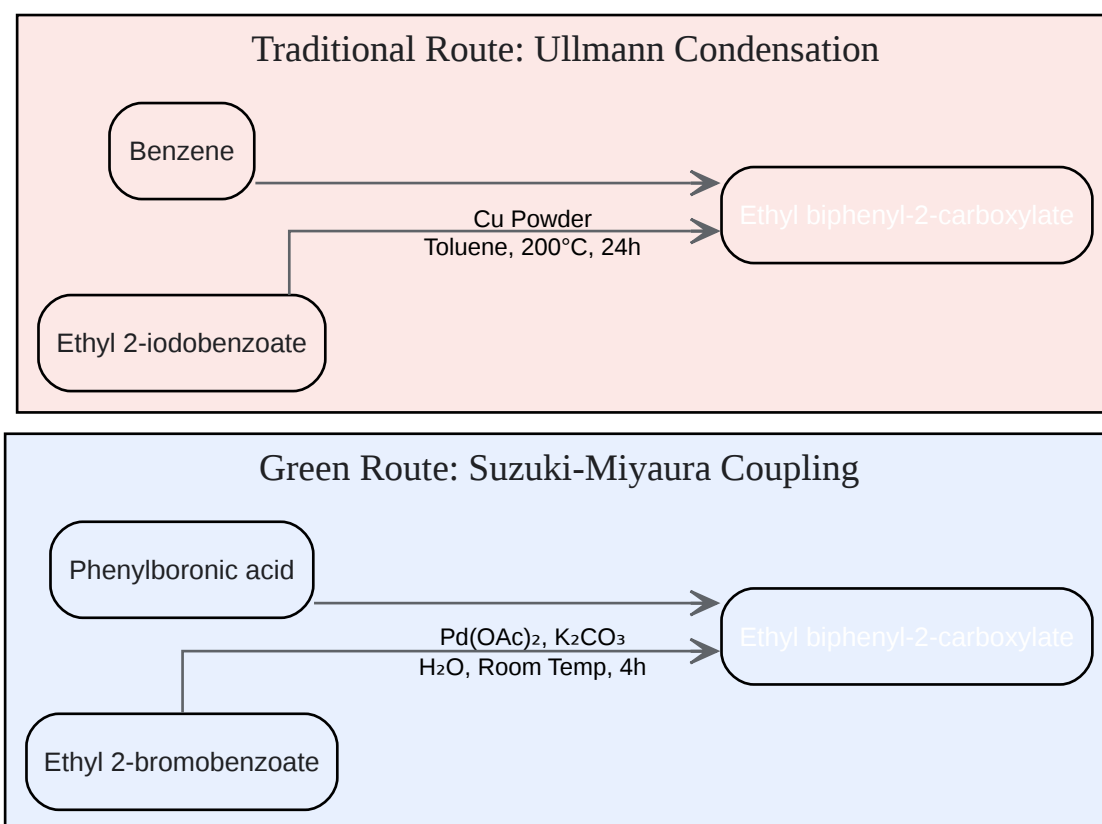 Traditional Route: Ullmann Condensation
Benzene
Ethyl biphenyl-2-carboxylate
Cu Powder
Toluene, 200°C, 24h
Ethyl 2-iodobenzoate
Green Route: Suzuki-Miyaura Coupling
Phenylboronic acid
Ethyl biphenyl-2-carboxylate
Pd(OAc)₂, K₂CO₃
H₂O, Room Temp, 4h
Ethyl 2-bromobenzoate